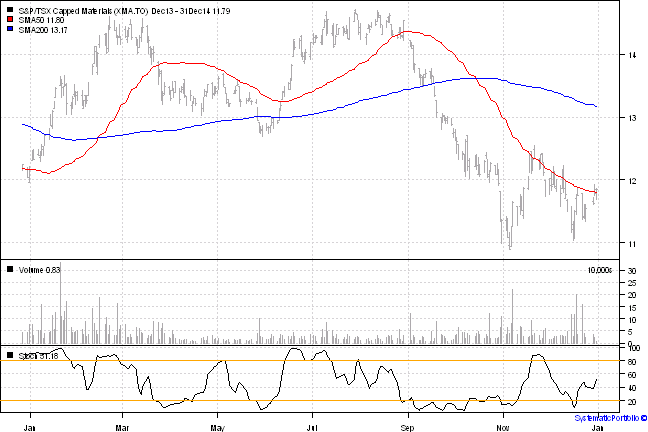 S&P/TSX Capped Materials (XMA.TO) Dec13 - 31Dec14 11.79
SMA50 11.80
SMA200 13.17
14
13
12
11
Volume 0.83 10,000s
30
25
20
15
10
5
0
Stoch 51.18
100
80
60
40
20
Jan Mar May Jul Sep Nov Jan
SystematicPortfolio ©